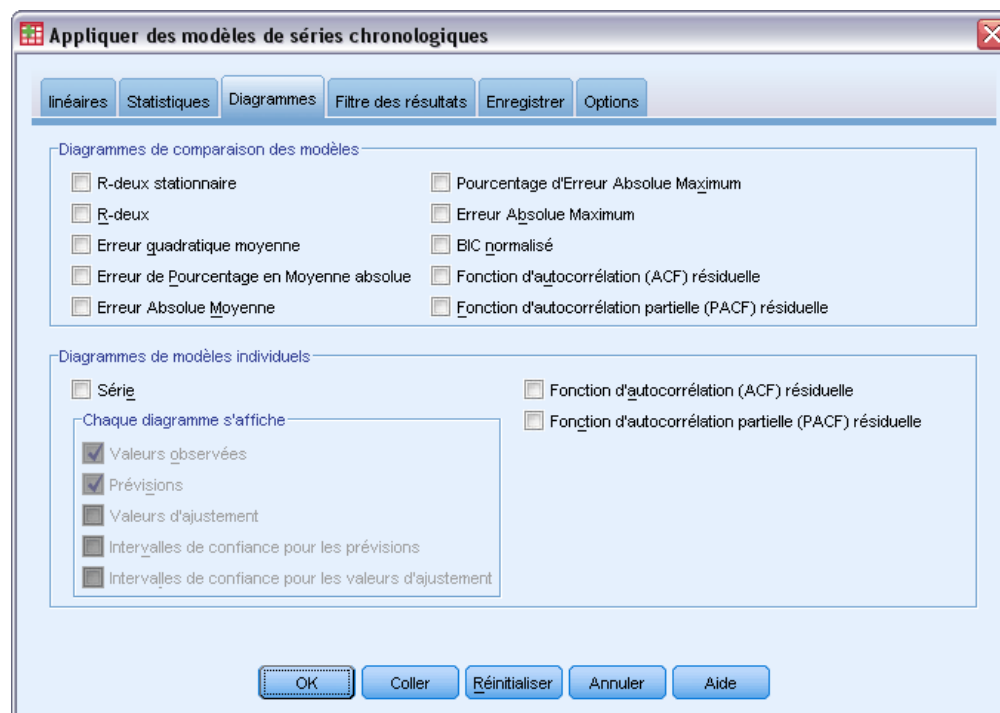 Appliquer des modèles de séries chronologiques
linéaires Statistiques Diagrammes Filtre des résultats Enregistrer Options
Diagrammes de comparaison des modèles
R-deux stationnaire
R-deux
Erreur quadratique moyenne
Erreur de Pourcentage en Moyenne absolue
Erreur Absolue Moyenne
Pourcentage d'Erreur Absolue Maximum
Erreur Absolue Maximum
BIC normalisé
Fonction d'autocorrélation (ACF) résiduelle
Fonction d'autocorrélation partielle (PACF) résiduelle
Diagrammes de modèles individuels
Série
Chaque diagramme s'affiche
Valeurs observées
Prévisions
Valeurs d'ajustement
Intervalles de confiance pour les prévisions
Intervalles de confiance pour les valeurs d'ajustement
Fonction d'autocorrélation (ACF) résiduelle
Fonction d'autocorrélation partielle (PACF) résiduelle
OK Coller Réinitialiser Annuler Aide